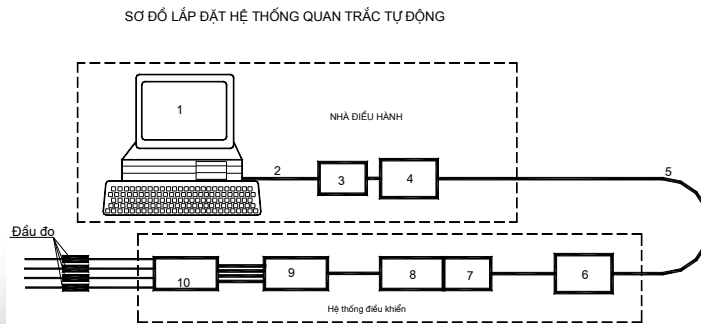 SƠ ĐỒ LẮP ĐẶT HỆ THỐNG QUAN TRẮC TỰ ĐỘNG
1
NHÀ ĐIỀU HÀNH
2
3
4
5
Đầu đo
10
9
8
7
6
Hệ thống điều khiển